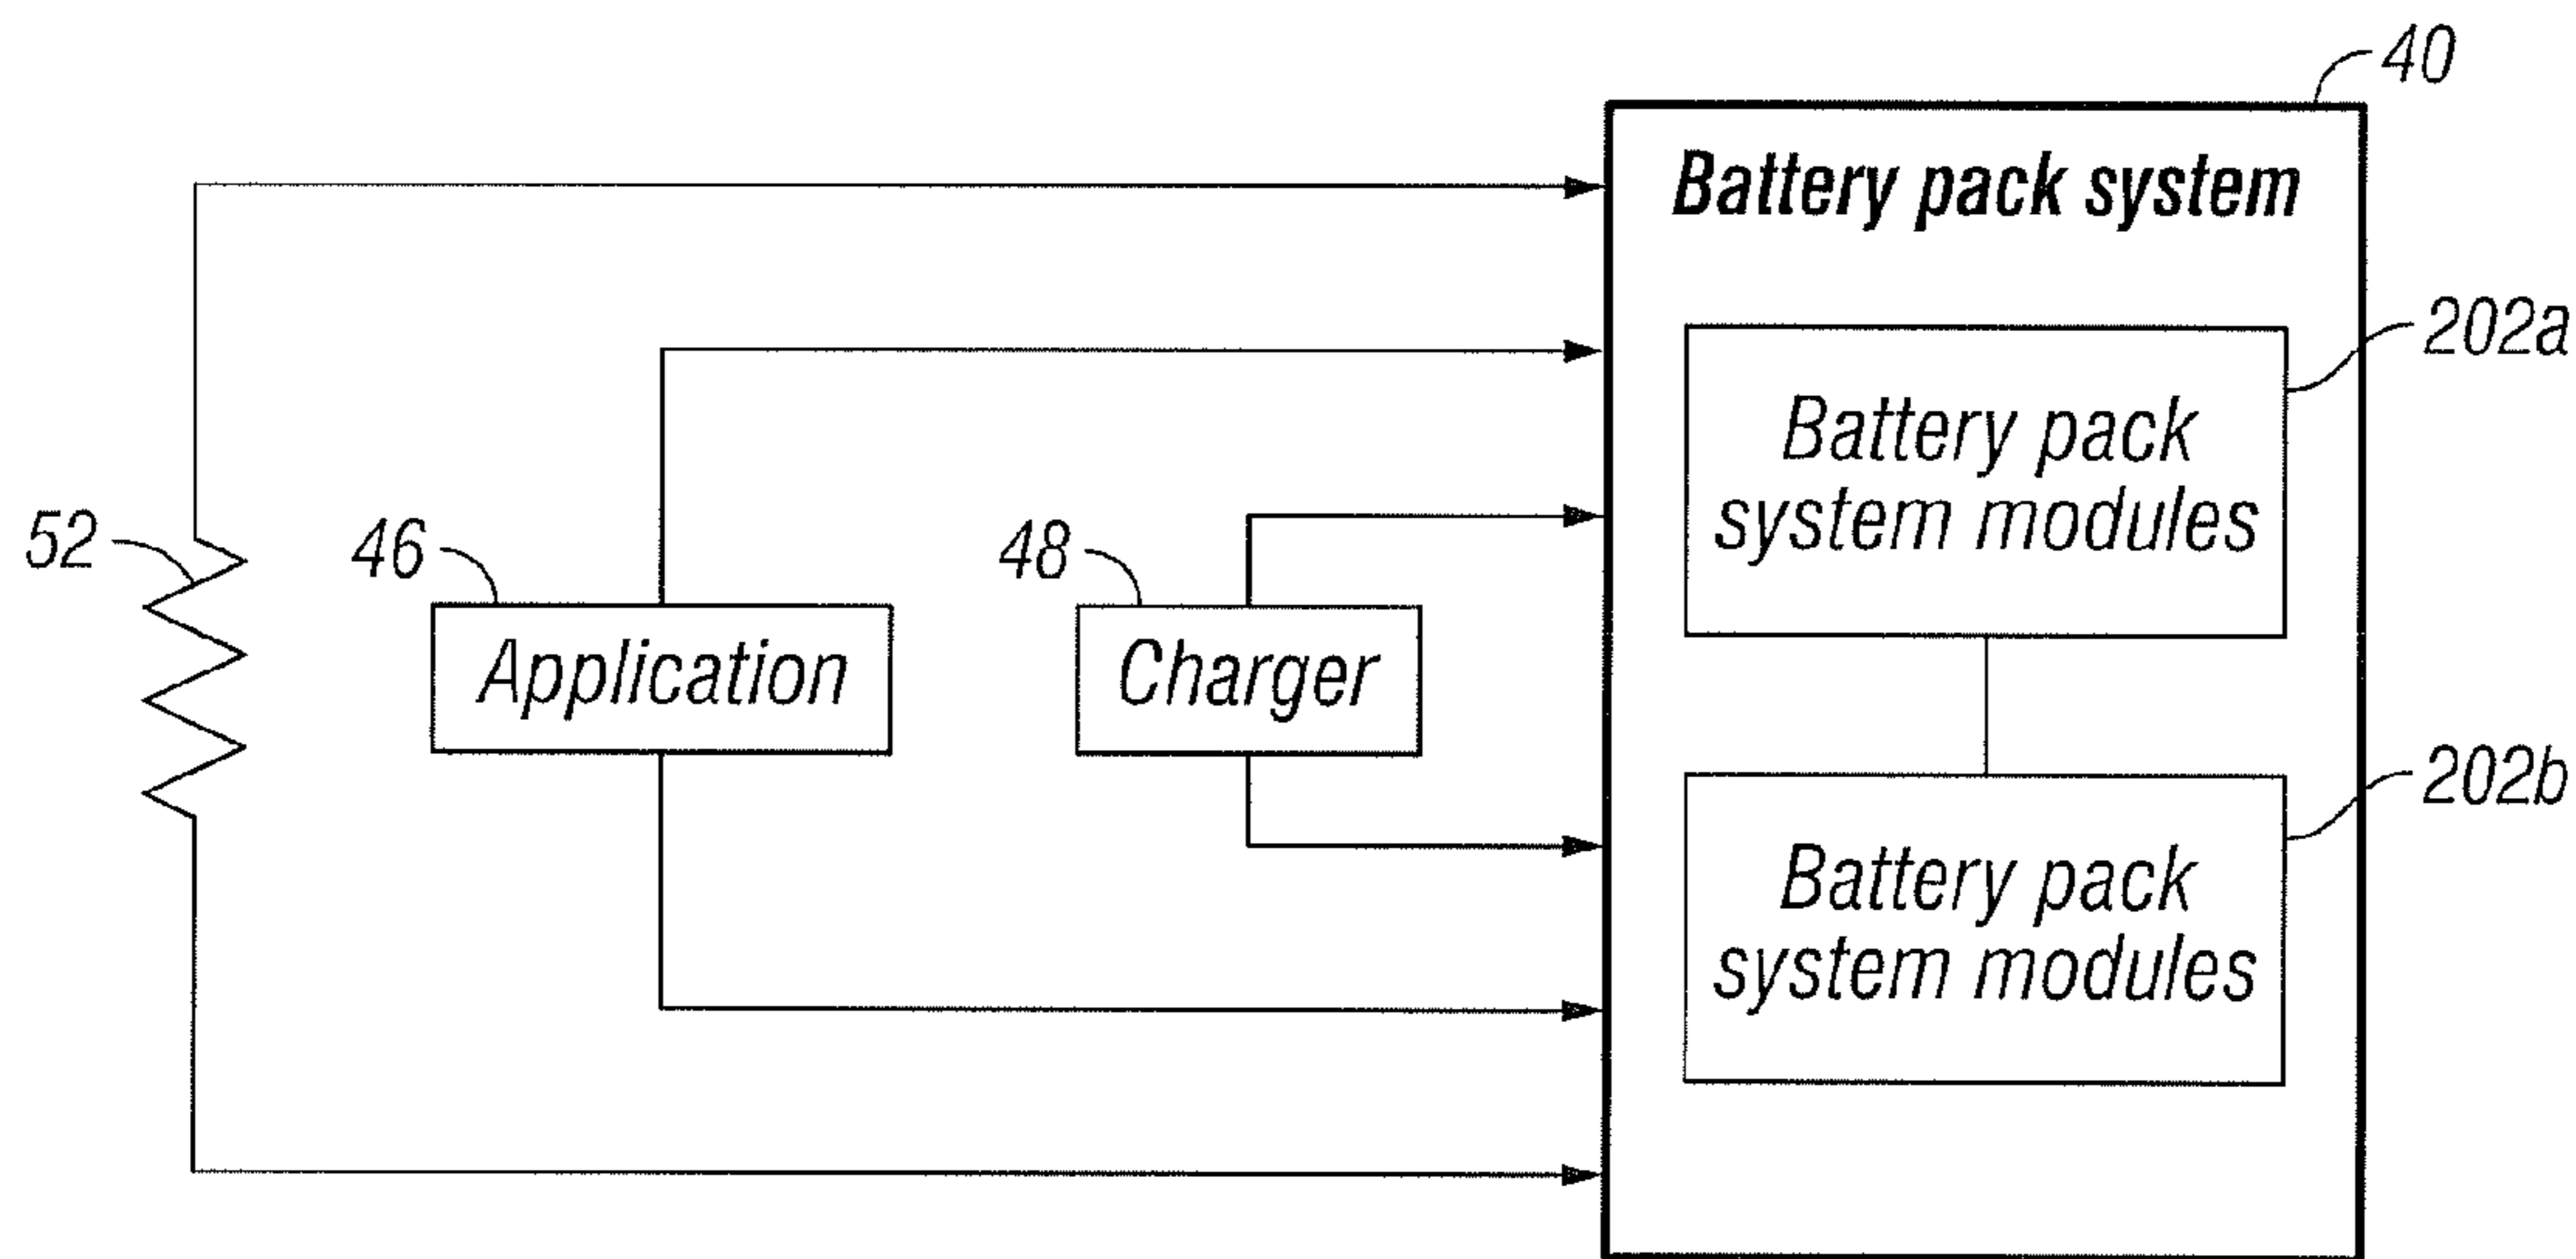 40
Battery pack system
202a
Battery pack
system modules
52
46
48
Application
Charger
202b
Battery pack
system modules